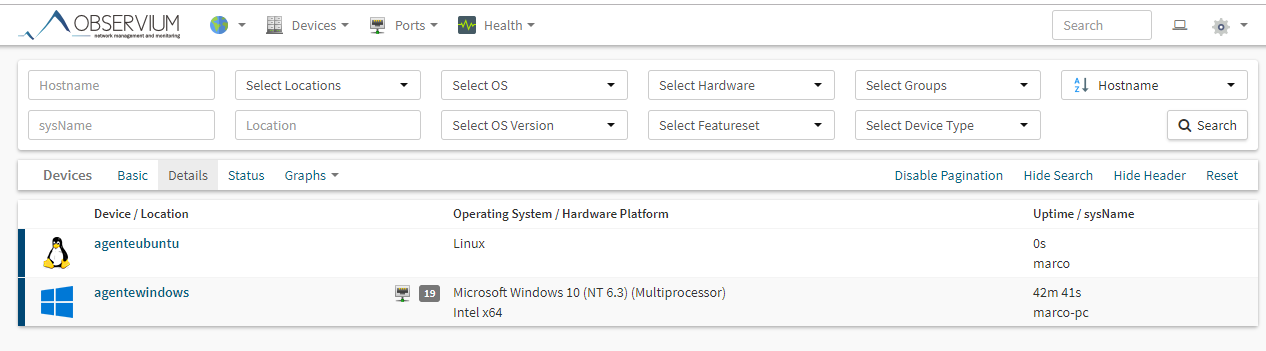 OBSERVIUM
network management and monitoring
Devices
Ports
Health
Search
Hostname
Select Locations
Select OS
Select Hardware
Select Groups
A
Z
Hostname
sysName
Location
Select OS Version
Select Featureset
Select Device Type
Search
Devices
Basic
Details
Status
Graphs
Disable Pagination
Hide Search
Hide Header
Reset
Device / Location
Operating System / Hardware Platform
Uptime / sysName
agenteubuntu
Linux
0s
marco
agentewindows
19
Microsoft Windows 10 (NT 6.3) (Multiprocessor)
42m 41s
Intel x64
marco-pc